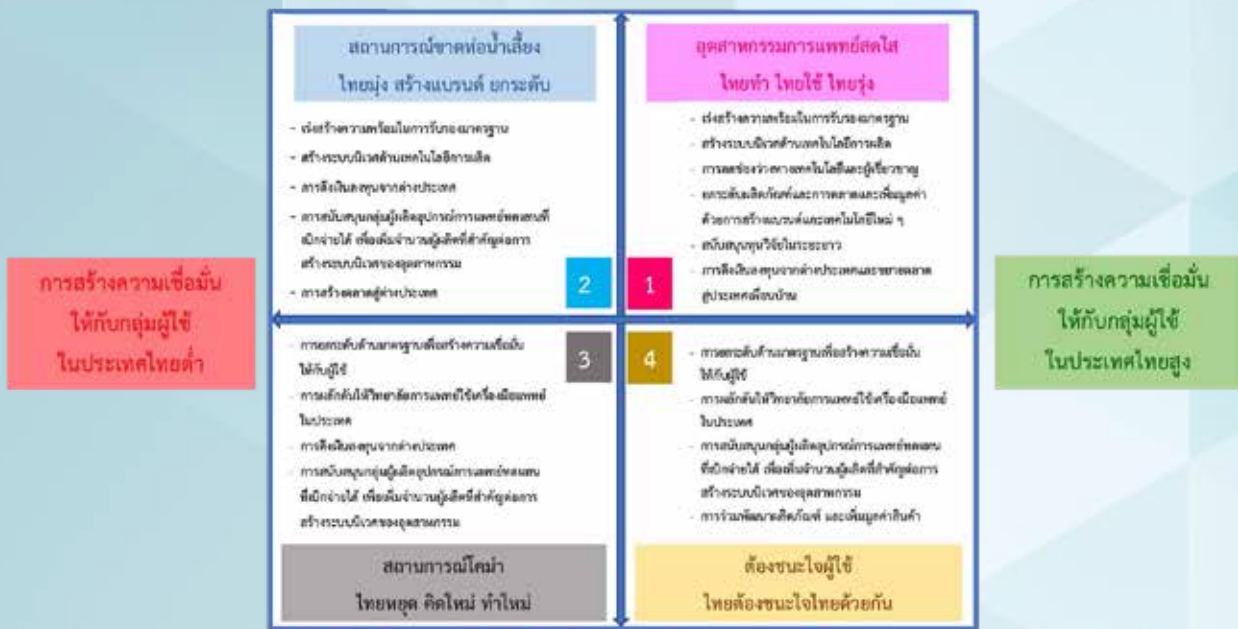 สถานการณ์ขาดท่อน้ำเลี้ยง
ไทยมุ่ง สร้างแบรนด์ ยกระดับ
- เร่งสร้างความพร้อมในการรับรองมาตรฐาน
- สร้างระบบนิเวศด้านเทคโนโลยีการผลิต
- การดึงเงินลงทุนจากต่างประเทศ
- การสนับสนุนกลุ่มผู้ผลิตอุปกรณ์การแพทย์ทดแทนที่
เบิกจ่ายได้ เพื่อเพิ่มจำนวนผู้ผลิตที่สำคัญต่อการ
สร้างระบบนิเวศของอุตสาหกรรม
- การสร้างตลาดสู่ต่างประเทศ
2
อุตสาหกรรมการแพทย์สดใส
ไทยทำ ไทยใช้ ไทยรุ่ง
- เร่งสร้างความพร้อมในการรับรองมาตรฐาน
- สร้างระบบนิเวศด้านเทคโนโลยีการผลิต
- การลดช่องว่างทางเทคโนโลยีและผู้เชี่ยวชาญ
- ยกระดับผลิตภัณฑ์และการตลาดและเพิ่มมูลค่า
ด้วยการสร้างแบรนด์และเทคโนโลยีใหม่ ๆ
- สนับสนุนทุนวิจัยในระยะยาว
- การดึงเงินลงทุนจากต่างประเทศและขยายตลาด
สู่ประเทศเพื่อนบ้าน
1
การสร้างความเชื่อมั่น
ให้กับกลุ่มผู้ใช้
ในประเทศไทยต่ำ
การสร้างความเชื่อมั่น
ให้กับกลุ่มผู้ใช้
ในประเทศไทยสูง
3
- การยกระดับด้านมาตรฐานเพื่อสร้างความเชื่อมั่น
ให้กับผู้ใช้
- การผลักดันให้วิทยาลัยการแพทย์ใช้เครื่องมือแพทย์
ในประเทศ
- การดึงเงินลงทุนจากต่างประเทศ
- การสนับสนุนกลุ่มผู้ผลิตอุปกรณ์การแพทย์ทดแทน
ที่เบิกจ่ายได้ เพื่อเพิ่มจำนวนผู้ผลิตที่สำคัญต่อการ
สร้างระบบนิเวศของอุตสาหกรรม
สถานการณ์โคม่า
ไทยหยุด คิดใหม่ ทำใหม่
4
- การยกระดับด้านมาตรฐานเพื่อสร้างความเชื่อมั่น
ให้กับผู้ใช้
- การผลักดันให้วิทยาลัยการแพทย์ใช้เครื่องมือแพทย์
ในประเทศ
- การสนับสนุนกลุ่มผู้ผลิตอุปกรณ์การแพทย์ทดแทน
ที่เบิกจ่ายได้ เพื่อเพิ่มจำนวนผู้ผลิตที่สำคัญต่อการ
สร้างระบบนิเวศของอุตสาหกรรม
- การร่วมพัฒนาผลิตภัณฑ์ และเพิ่มมูลค่าสินค้า
ต้องชนะใจผู้ใช้
ไทยต้องชนะใจไทยด้วยกัน